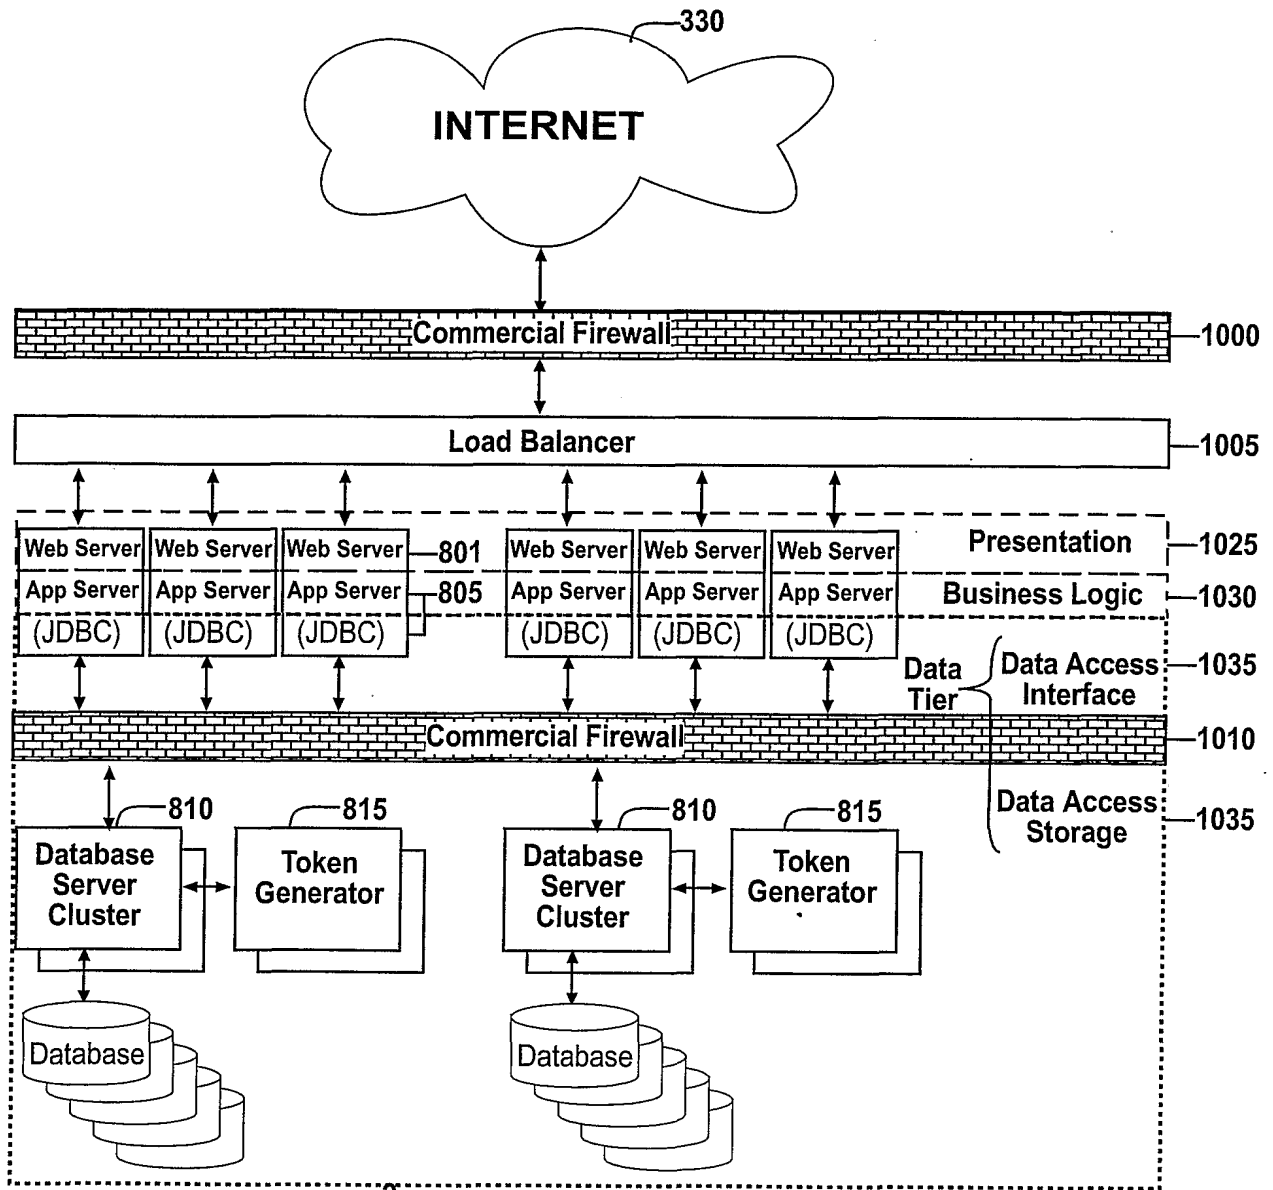 330
INTERNET
Commercial Firewall
1000
Load Balancer
1005
Web Server Web Server Web Server 801 Web Server Web Server Web Server Presentation 1025
App Server App Server App Server 805 App Server App Server App Server Business Logic 1030
(JDBC) (JDBC) (JDBC) (JDBC) (JDBC) (JDBC)
Data
Tier
Data Access
Interface
1035
Commercial Firewall
1010
810 815 810 815
Data Access
Storage
1035
Database
Server
Cluster
Token
Generator
Database
Server
Cluster
Token
Generator
Database
Database